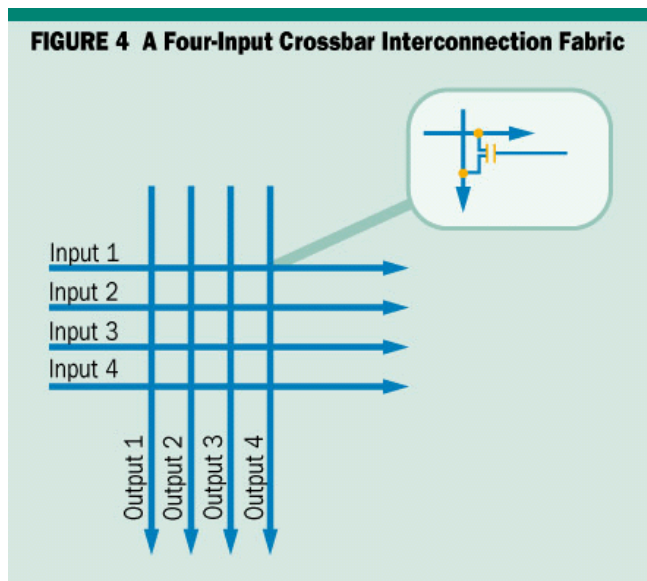 FIGURE 4 A Four-Input Crossbar Interconnection Fabric
Input 1
Input 2
Input 3
Input 4
Output 1
Output 2
Output 3
Output 4